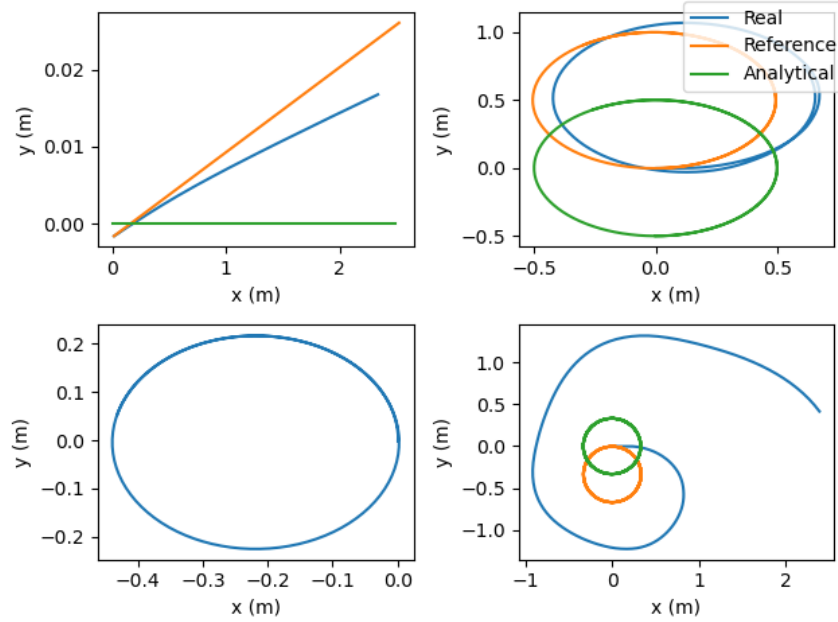 Real
Reference
Analytical
y (m)
0.02
0.01
0.00
0 1 2
x (m)
y (m)
1.0
0.5
0.0
−0.5
−0.5 0.0 0.5
x (m)
y (m)
0.2
0.1
0.0
−0.1
−0.2
−0.4 −0.3 −0.2 −0.1 0.0
x (m)
y (m)
1.0
0.5
0.0
−0.5
−1.0
−1 0 1 2
x (m)